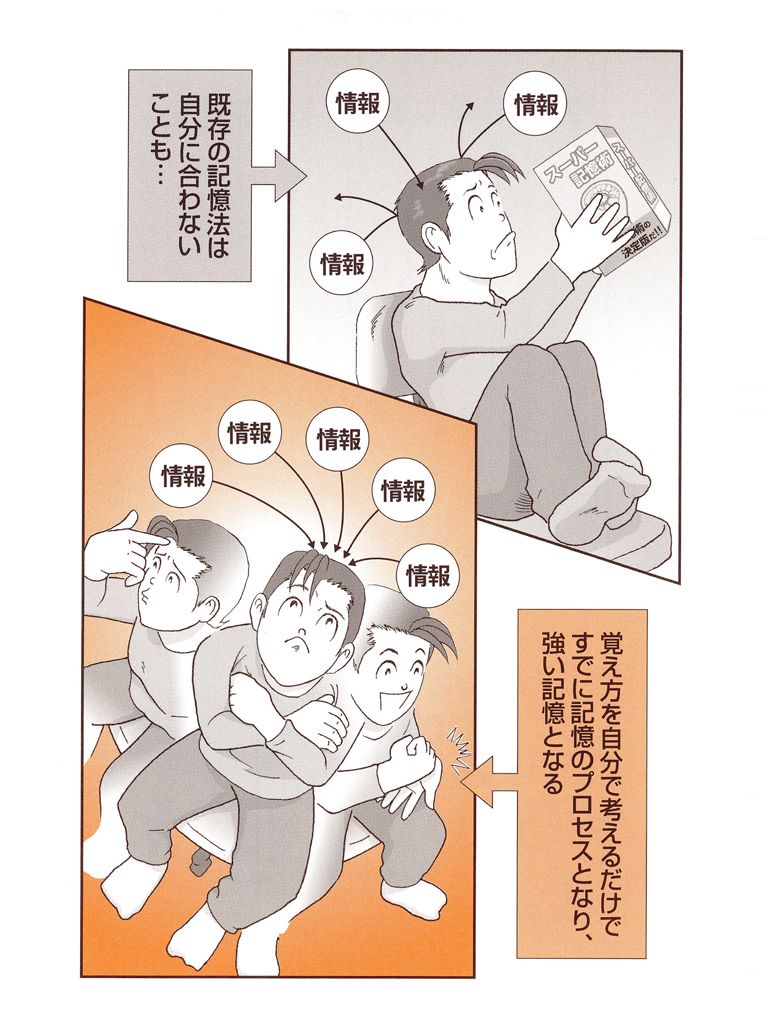 既存の記憶法は
自分に合わない
ことも…
情報
情報
情報
スーパー
記憶術
決定版だ!!
情報
情報
情報
情報
情報
覚え方を自分で考えるだけで
すでに記憶のプロセスとなり、
強い記憶となる